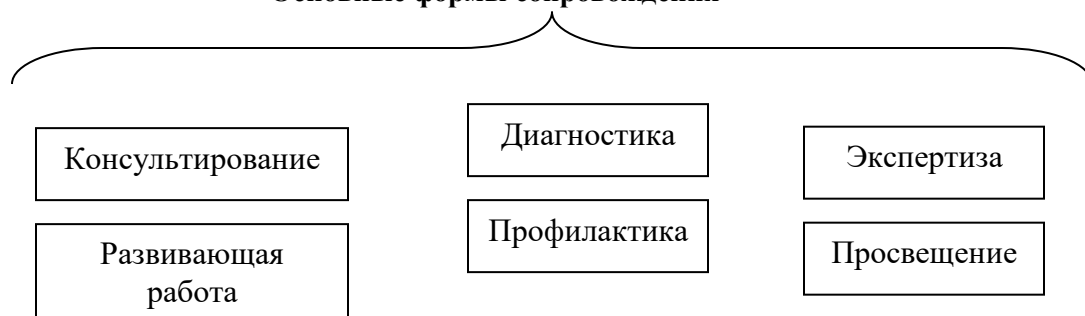 Основные формы сопровождения
Консультирование
Диагностика
Экспертиза
Развивающая
работа
Профилактика
Просвещение